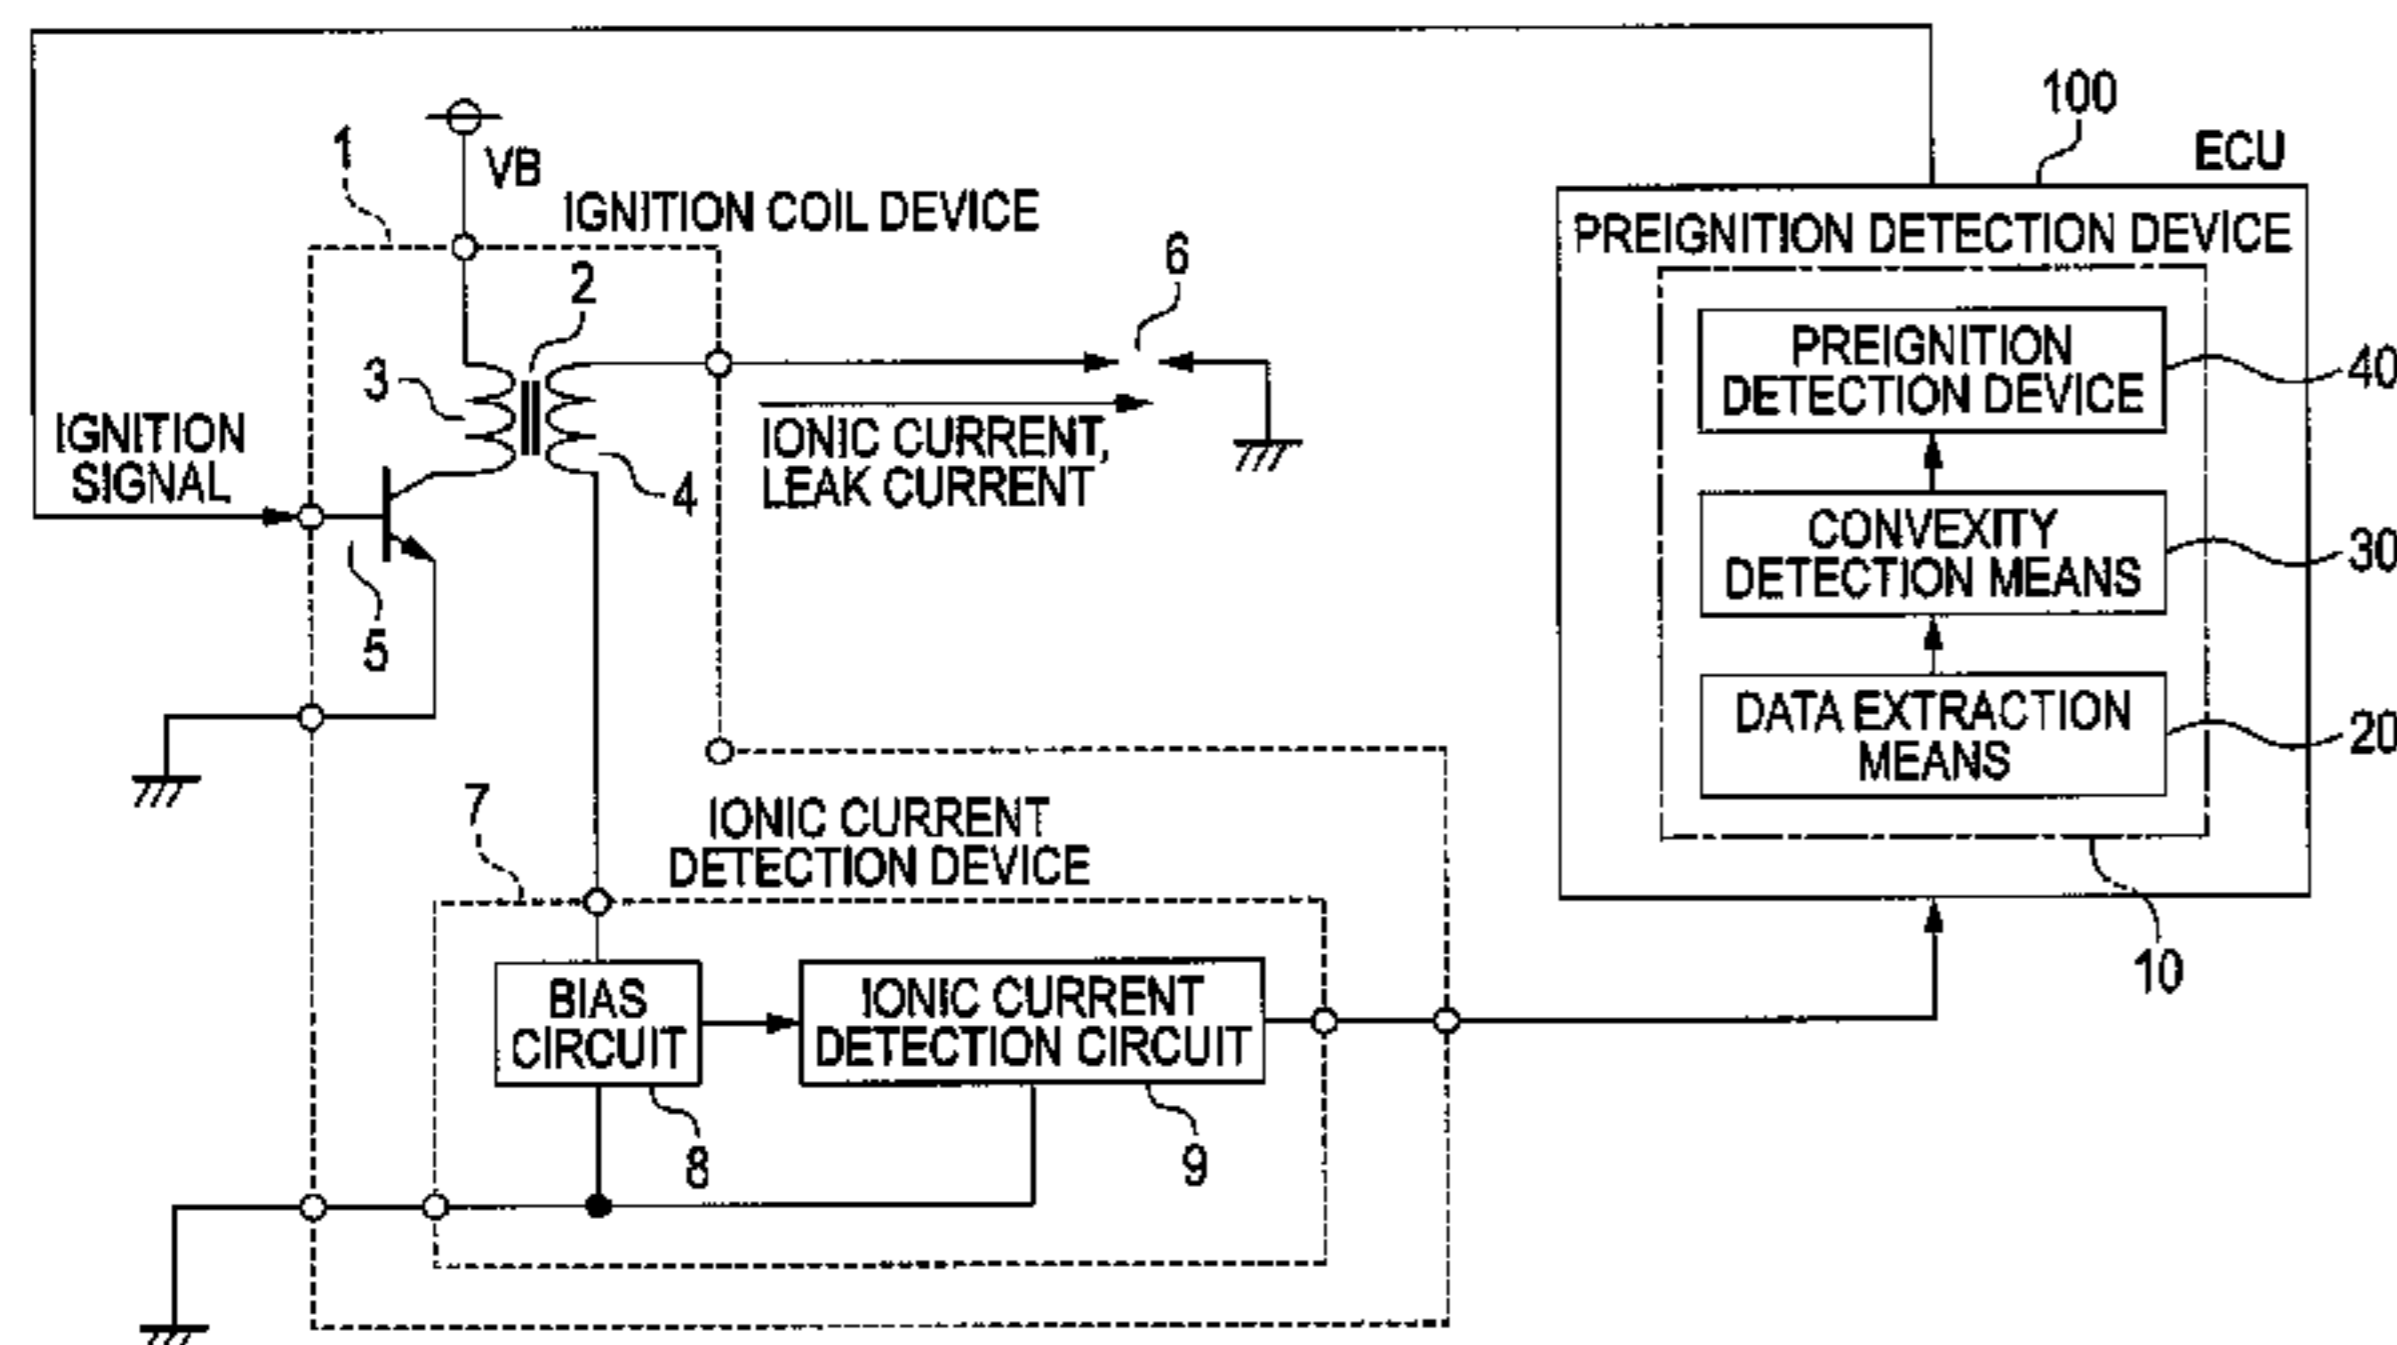 100
ECU
1
VB
IGNITION COIL DEVICE
PREIGNITION DETECTION DEVICE
6
2
3
PREIGNITION
DETECTION DEVICE
40
IGNITION
SIGNAL
IONIC CURRENT,
LEAK CURRENT
4
CONVEXITY
DETECTION MEANS
30
5
DATA EXTRACTION
MEANS
20
7
IONIC CURRENT
DETECTION DEVICE
10
BIAS
CIRCUIT
IONIC CURRENT
DETECTION CIRCUIT
8
9